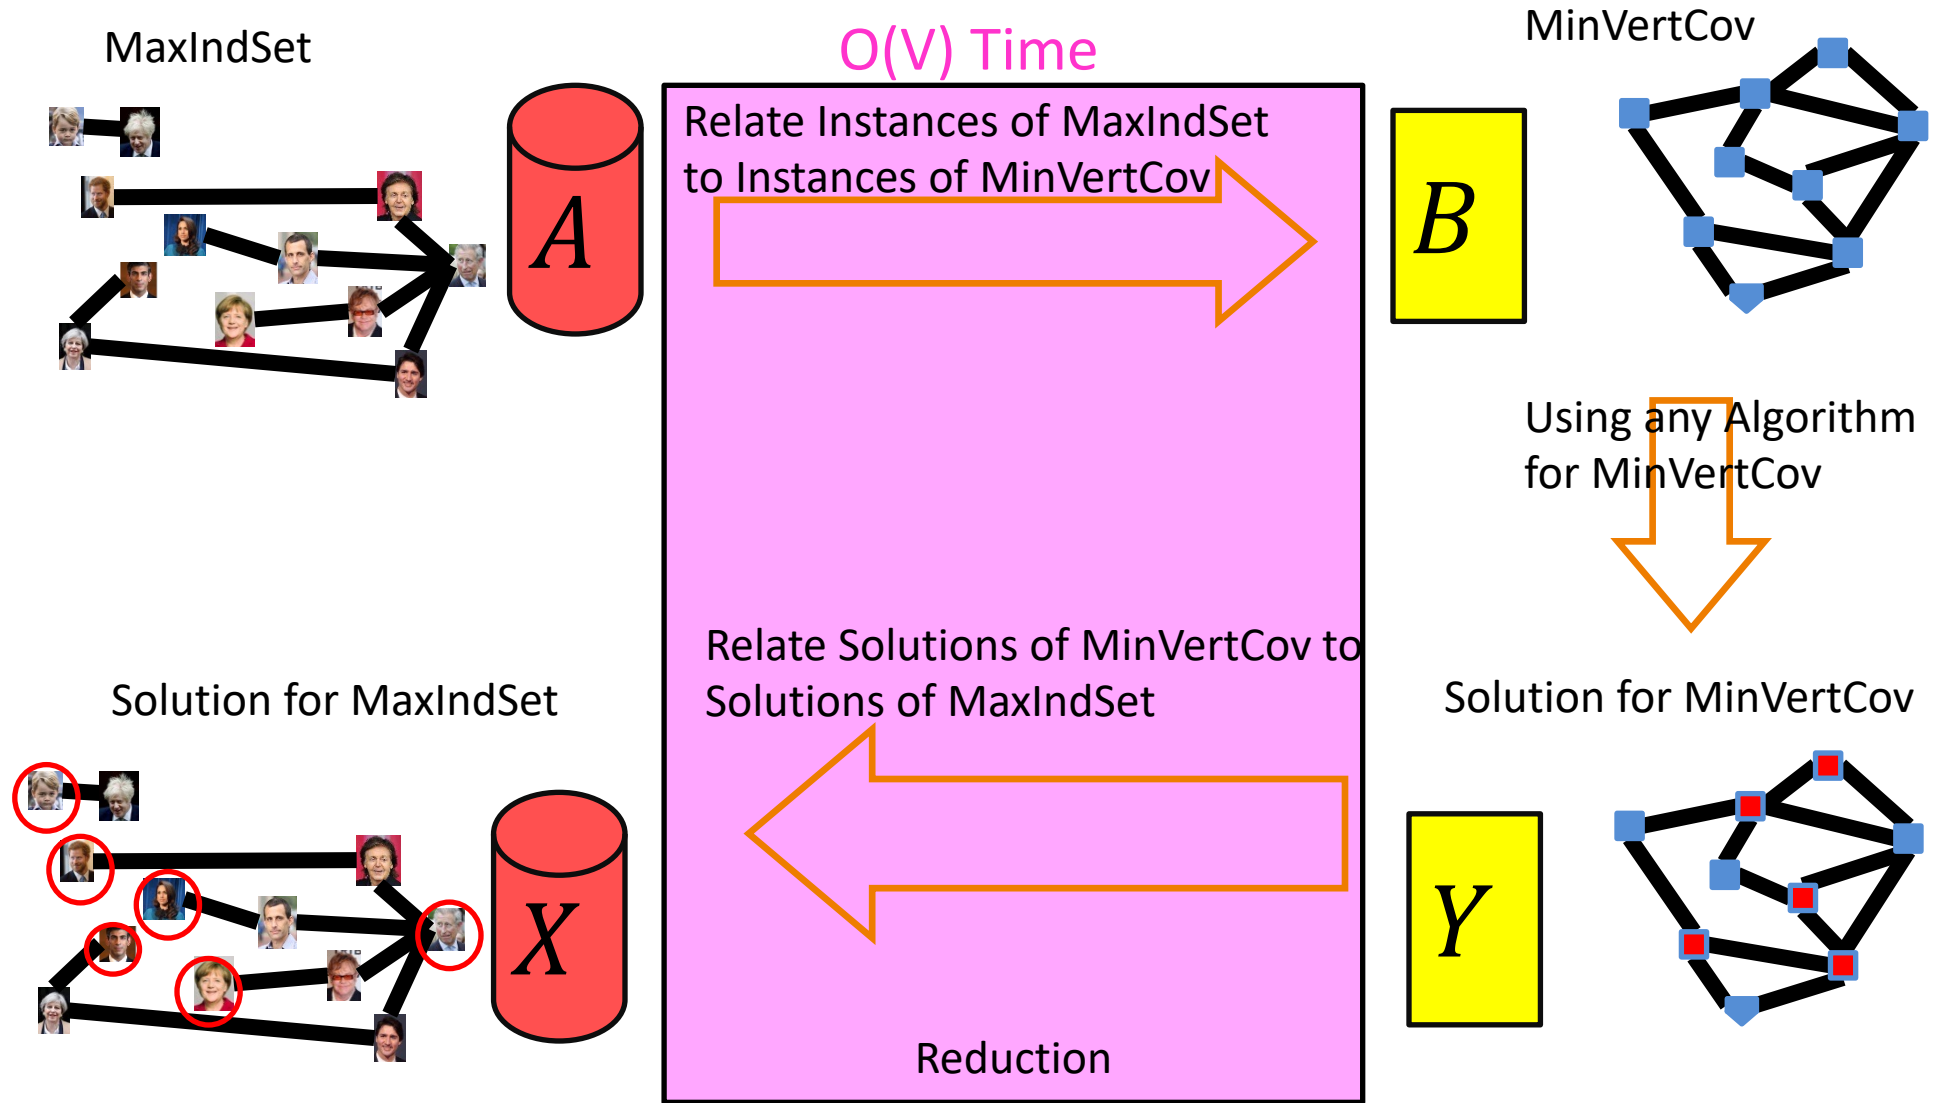 MaxIndSet
O(V) Time
MinVertCov
Relate Instances of MaxIndSet
to Instances of MinVertCov
A
B
Using any Algorithm
for MinVertCov
Relate Solutions of MinVertCov to
Solutions of MaxIndSet
Solution for MaxIndSet
Solution for MinVertCov
X
Y
Reduction